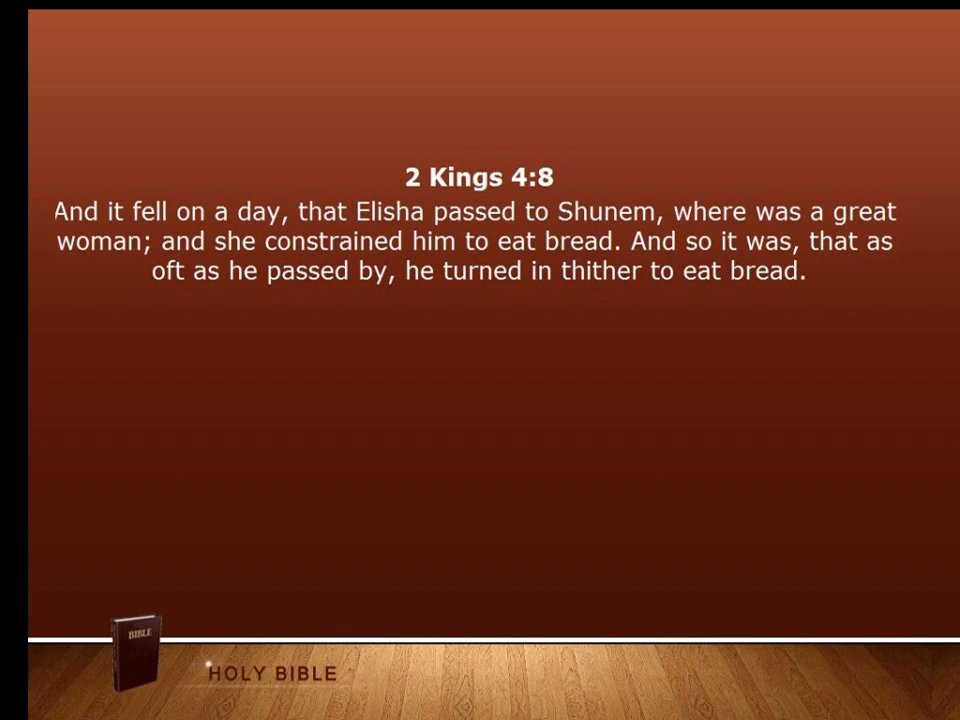 2 Kings 4:8
And it fell on a day, that Elisha passed to Shunem, where was a great
woman; and she constrained him to eat bread. And so it was, that as
oft as he passed by, he turned in thither to eat bread.
BIBLE
HOLY BIBLE